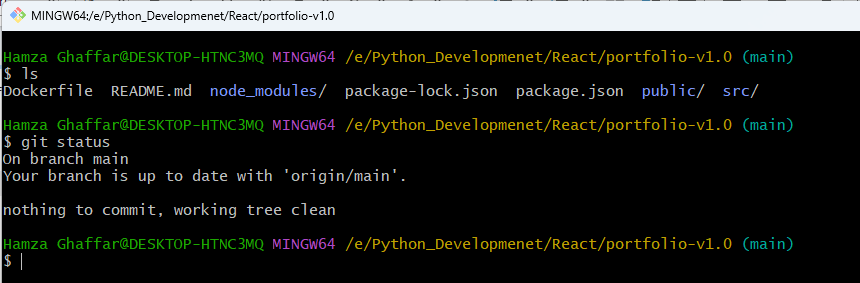 MINGW64:/e/Python_Developmenet/React/portfolio-v1.0
Hamza Ghaffar@DESKTOP-HTNC3MQ MINGW64 /e/Python_Developmenet/React/portfolio-v1.0 (main)
$ ls
Dockerfile  README.md  node_modules/  package-lock.json  package.json  public/  src/
Hamza Ghaffar@DESKTOP-HTNC3MQ MINGW64 /e/Python_Developmenet/React/portfolio-v1.0 (main)
$ git status
On branch main
Your branch is up to date with 'origin/main'.
nothing to commit, working tree clean
Hamza Ghaffar@DESKTOP-HTNC3MQ MINGW64 /e/Python_Developmenet/React/portfolio-v1.0 (main)
$